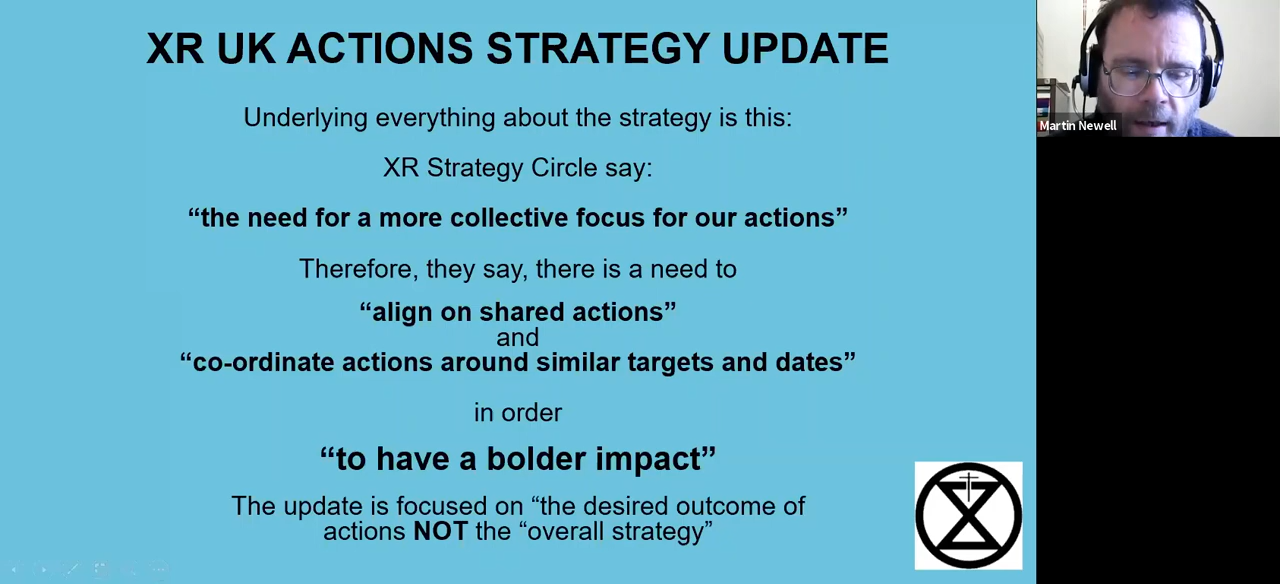 XR UK ACTIONS STRATEGY UPDATE
Underlying everything about the strategy is this:
XR Strategy Circle say:
“the need for a more collective focus for our actions”
Therefore, they say, there is a need to
“align on shared actions”
and
“co-ordinate actions around similar targets and dates”
in order
“to have a bolder impact”
The update is focused on “the desired outcome of
actions NOT the “overall strategy”
Martin Newell